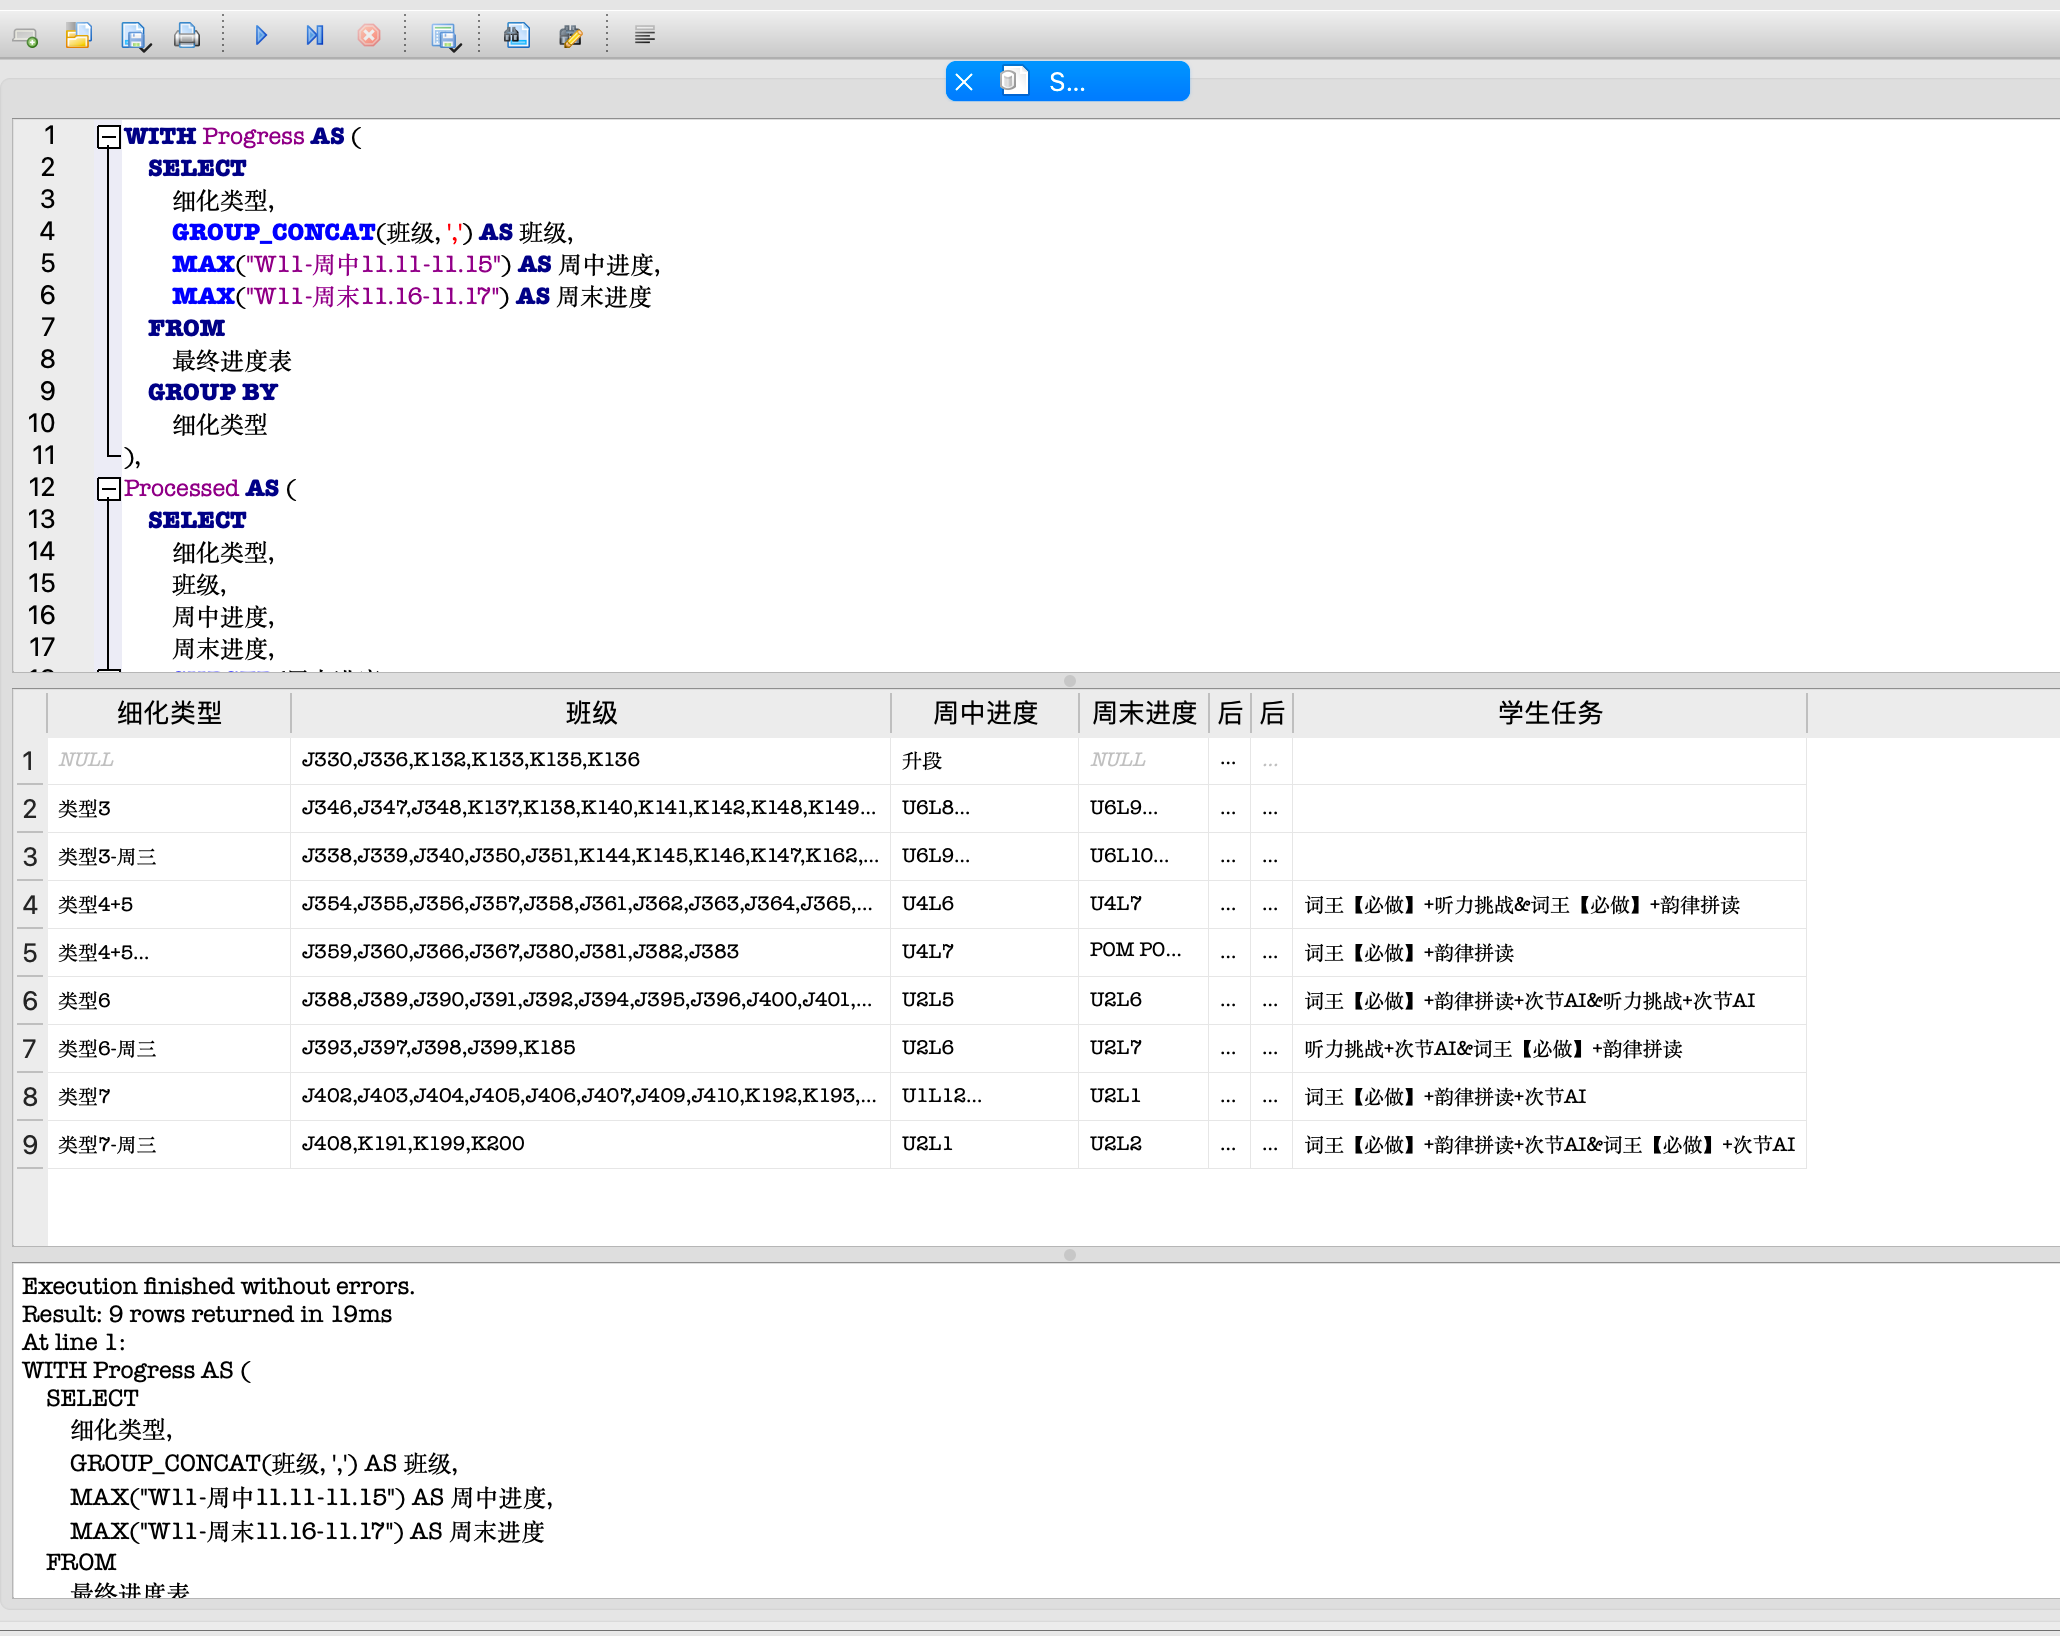 S...
1 WITH Progress AS (
2 SELECT
3 细化类型,
4 GROUP_CONCAT(班级, ',') AS 班级,
5 MAX("W11-周中11.11-11.15") AS 周中进度,
6 MAX("W11-周末11.16-11.17") AS 周末进度
7 FROM
8 最终进度表
9 GROUP BY
10 细化类型
11 ),
12 Processed AS (
13 SELECT
14 细化类型,
15 班级,
16 周中进度,
17 周末进度,
细化类型 班级 周中进度 周末进度 后 后 学生任务
1 NULL J330,J336,K132,K133,K135,K136 升段 NULL ... ...
2 类型3 J346,J347,J348,K137,K138,K140,K141,K142,K148,K149... U6L8... U6L9... ... ...
3 类型3-周三 J338,J339,J340,J350,J351,K144,K145,K146,K147,K162,... U6L9... U6L10... ... ...
4 类型4+5 J354,J355,J356,J357,J358,J361,J362,J363,J364,J365,... U4L6 U4L7 ... ... 词王【必做】+听力挑战&词王【必做】+韵律拼读
5 类型4+5... J359,J360,J366,J367,J380,J381,J382,J383 U4L7 POM PO... ... ... 词王【必做】+韵律拼读
6 类型6 J388,J389,J390,J391,J392,J394,J395,J396,J400,J401,... U2L5 U2L6 ... ... 词王【必做】+韵律拼读+次节AI&听力挑战+次节AI
7 类型6-周三 J393,J397,J398,J399,K185 U2L6 U2L7 ... ... 听力挑战+次节AI&词王【必做】+韵律拼读
8 类型7 J402,J403,J404,J405,J406,J407,J409,J410,K192,K193,... U1L12... U2L1 ... ... 词王【必做】+韵律拼读+次节AI
9 类型7-周三 J408,K191,K199,K200 U2L1 U2L2 ... ... 词王【必做】+韵律拼读+次节AI&词王【必做】+次节AI
Execution finished without errors.
Result: 9 rows returned in 19ms
At line 1:
WITH Progress AS (
SELECT
细化类型,
GROUP_CONCAT(班级, ',') AS 班级,
MAX("W11-周中11.11-11.15") AS 周中进度,
MAX("W11-周末11.16-11.17") AS 周末进度
FROM
最终进度表